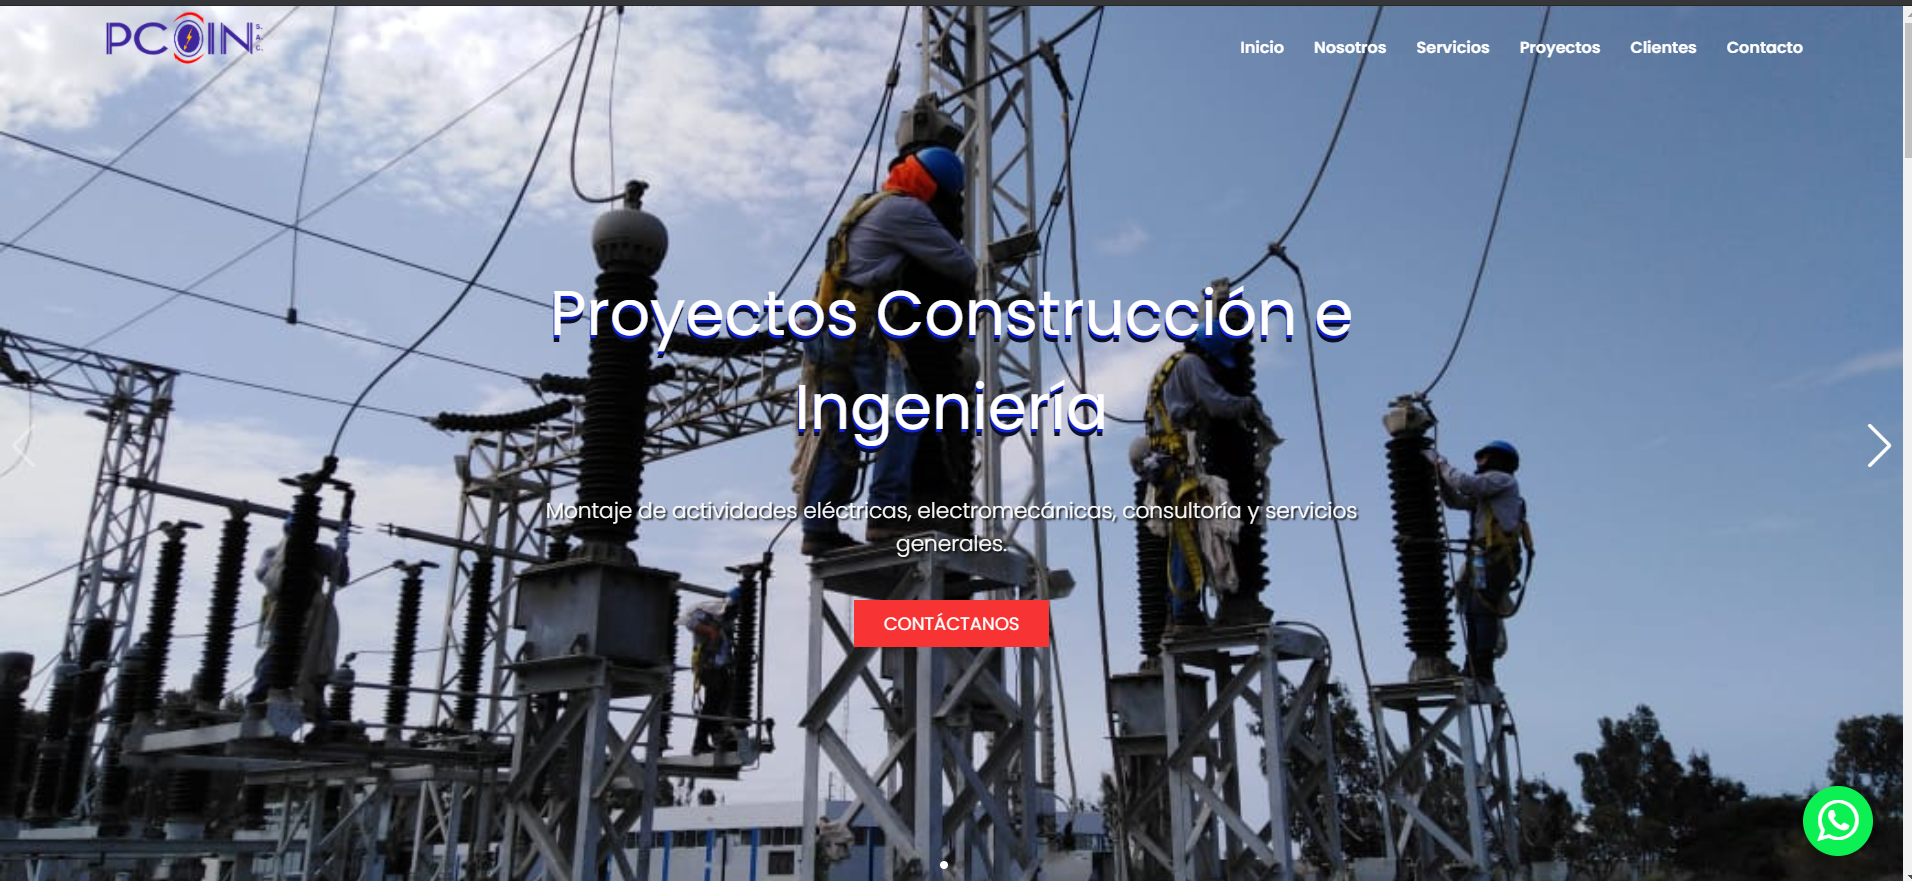 PCOIN S.A.C.
Inicio Nosotros Servicios Proyectos Clientes Contacto
Proyectos Construcción e
Ingeniería
Montaje de actividades eléctricas, electromecánicas, consultoría y servicios
generales.
CONTÁCTANOS